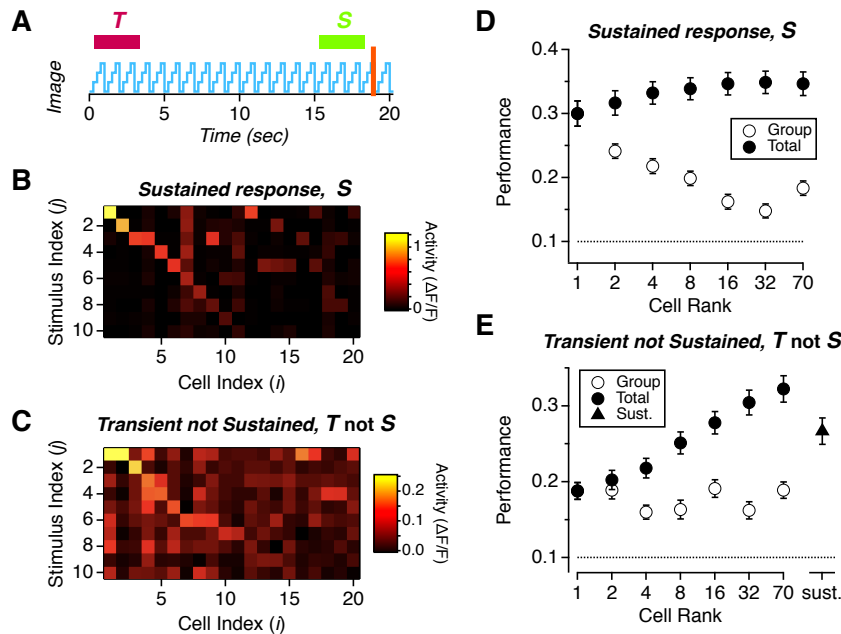 A
T
S
Image
0
5
10
15
20
Time (sec)
B
Sustained response, S
Stimulus Index (j)
2
4
6
8
10
5
10
15
20
Cell Index (i)
1
0
Activity (ΔF/F)
C
Transient not Sustained, T not S
Stimulus Index (j)
2
4
6
8
10
5
10
15
20
Cell Index (i)
0.2
0.1
0.0
Activity (ΔF/F)
D
Sustained response, S
Performance
0.4
0.3
0.2
0.1
Group
Total
1
2
4
8
16
32
70
Cell Rank
E
Transient not Sustained, T not S
Performance
0.3
0.2
0.1
Group
Total
Sust.
1
2
4
8
16
32
70
sust.
Cell Rank